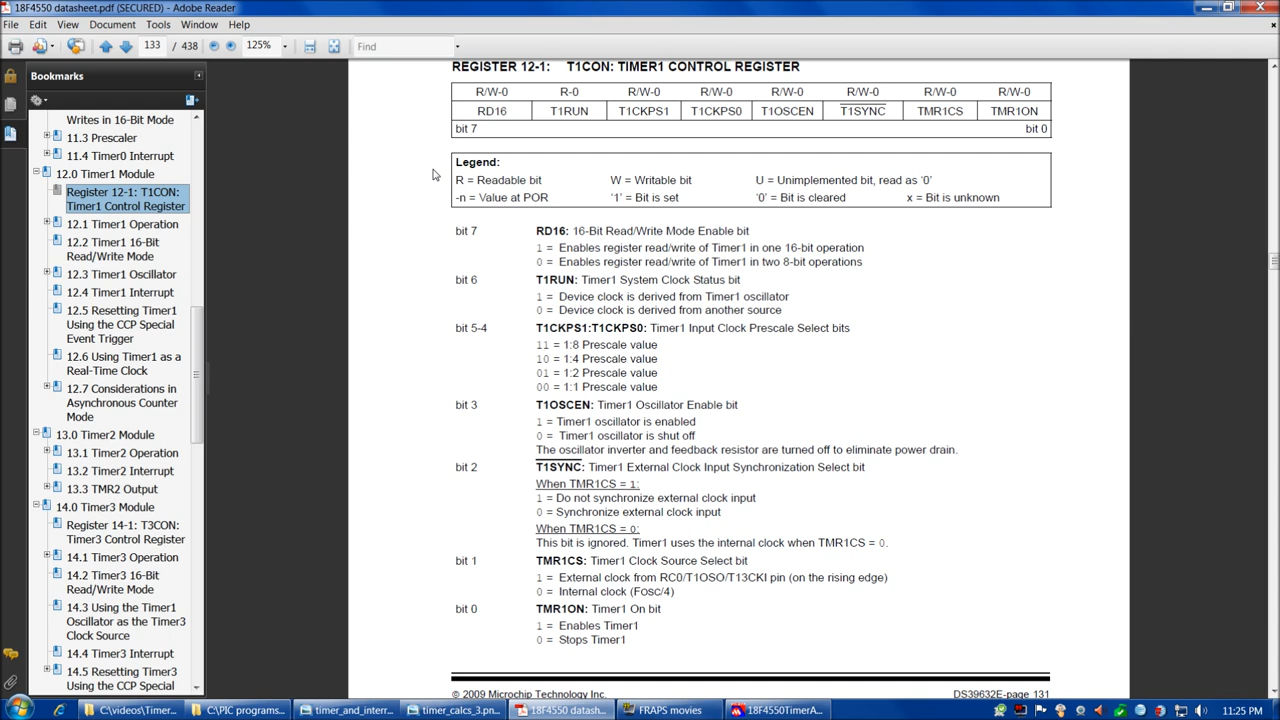 18F4550 datasheet.pdf (SECURED) - Adobe Reader
File Edit View Document Tools Window Help
133 / 438 125% Find
Bookmarks
Writes in 16-Bit Mode
11.3 Prescaler
11.4 Timer0 Interrupt
12.0 Timer1 Module
Register 12-1: T1CON:
Timer1 Control Register
12.1 Timer1 Operation
12.2 Timer1 16-Bit
Read/Write Mode
12.3 Timer1 Oscillator
12.4 Timer1 Interrupt
12.5 Resetting Timer1
Using the CCP Special
Event Trigger
12.6 Using Timer1 as a
Real-Time Clock
12.7 Considerations in
Asynchronous Counter
Mode
13.0 Timer2 Module
13.1 Timer2 Operation
13.2 Timer2 Interrupt
13.3 TMR2 Output
14.0 Timer3 Module
Register 14-1: T3CON:
Timer3 Control Register
14.1 Timer3 Operation
14.2 Timer3 16-Bit
Read/Write Mode
14.3 Using the Timer1
Oscillator as the Timer3
Clock Source
14.4 Timer3 Interrupt
14.5 Resetting Timer3
Using the CCP Special
REGISTER 12-1: T1CON: TIMER1 CONTROL REGISTER
R/W-0 R-0 R/W-0 R/W-0 R/W-0 R/W-0 R/W-0 R/W-0
RD16 T1RUN T1CKPS1 T1CKPS0 T1OSCEN T1SYNC TMR1CS TMR1ON
bit 7 bit 0
Legend:
R = Readable bit W = Writable bit U = Unimplemented bit, read as ‘0’
-n = Value at POR ‘1’ = Bit is set ‘0’ = Bit is cleared x = Bit is unknown
bit 7 RD16: 16-Bit Read/Write Mode Enable bit
1 = Enables register read/write of Timer1 in one 16-bit operation
0 = Enables register read/write of Timer1 in two 8-bit operations
bit 6 T1RUN: Timer1 System Clock Status bit
1 = Device clock is derived from Timer1 oscillator
0 = Device clock is derived from another source
bit 5-4 T1CKPS1:T1CKPS0: Timer1 Input Clock Prescale Select bits
11 = 1:8 Prescale value
10 = 1:4 Prescale value
01 = 1:2 Prescale value
00 = 1:1 Prescale value
bit 3 T1OSCEN: Timer1 Oscillator Enable bit
1 = Timer1 oscillator is enabled
0 = Timer1 oscillator is shut off
The oscillator inverter and feedback resistor are turned off to eliminate power drain.
bit 2 T1SYNC: Timer1 External Clock Input Synchronization Select bit
When TMR1CS = 1:
1 = Do not synchronize external clock input
0 = Synchronize external clock input
When TMR1CS = 0:
This bit is ignored. Timer1 uses the internal clock when TMR1CS = 0.
bit 1 TMR1CS: Timer1 Clock Source Select bit
1 = External clock from RC0/T1OSO/T13CKI pin (on the rising edge)
0 = Internal clock (FOSC/4)
bit 0 TMR1ON: Timer1 On bit
1 = Enables Timer1
0 = Stops Timer1
© 2009 Microchip Technology Inc. DS39632E-page 131
C:\videos\Timer... C:\PIC programs... timer_and_interr... timer_calcs_3.pn... 18F4550 datash... FRAPS movies 18F4550TimerA... 11:25 PM